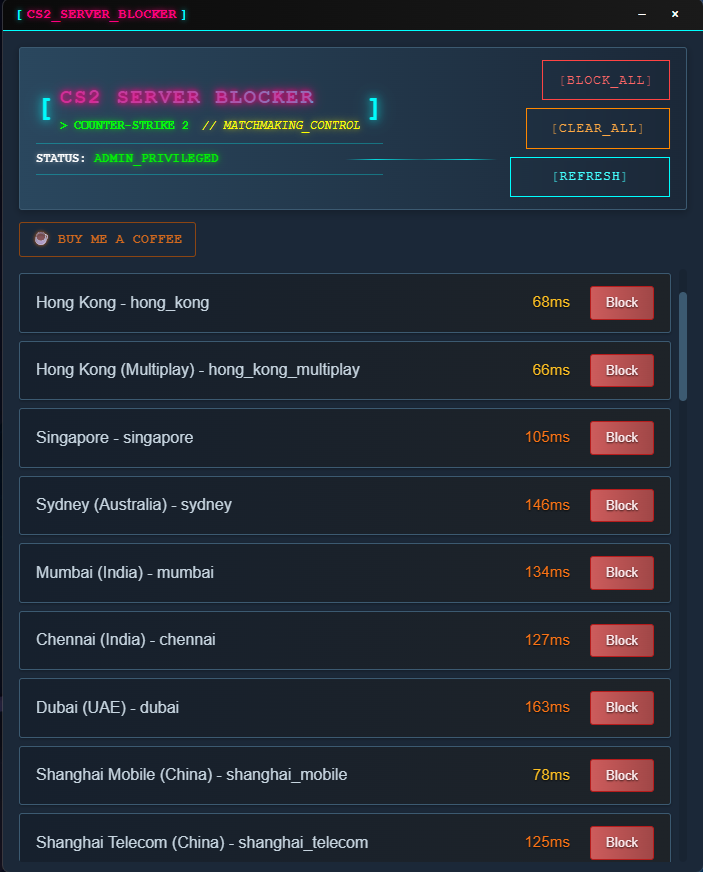 [ CS2_SERVER_BLOCKER ]
[ CS2 SERVER BLOCKER ]
> COUNTER-STRIKE 2 // MATCHMAKING_CONTROL
STATUS: ADMIN_PRIVILEGED
[BLOCK_ALL]
[CLEAR_ALL]
[REFRESH]
BUY ME A COFFEE
Hong Kong - hong_kong 68ms Block
Hong Kong (Multiplay) - hong_kong_multiplay 66ms Block
Singapore - singapore 105ms Block
Sydney (Australia) - sydney 146ms Block
Mumbai (India) - mumbai 134ms Block
Chennai (India) - chennai 127ms Block
Dubai (UAE) - dubai 163ms Block
Shanghai Mobile (China) - shanghai_mobile 78ms Block
Shanghai Telecom (China) - shanghai_telecom 125ms Block